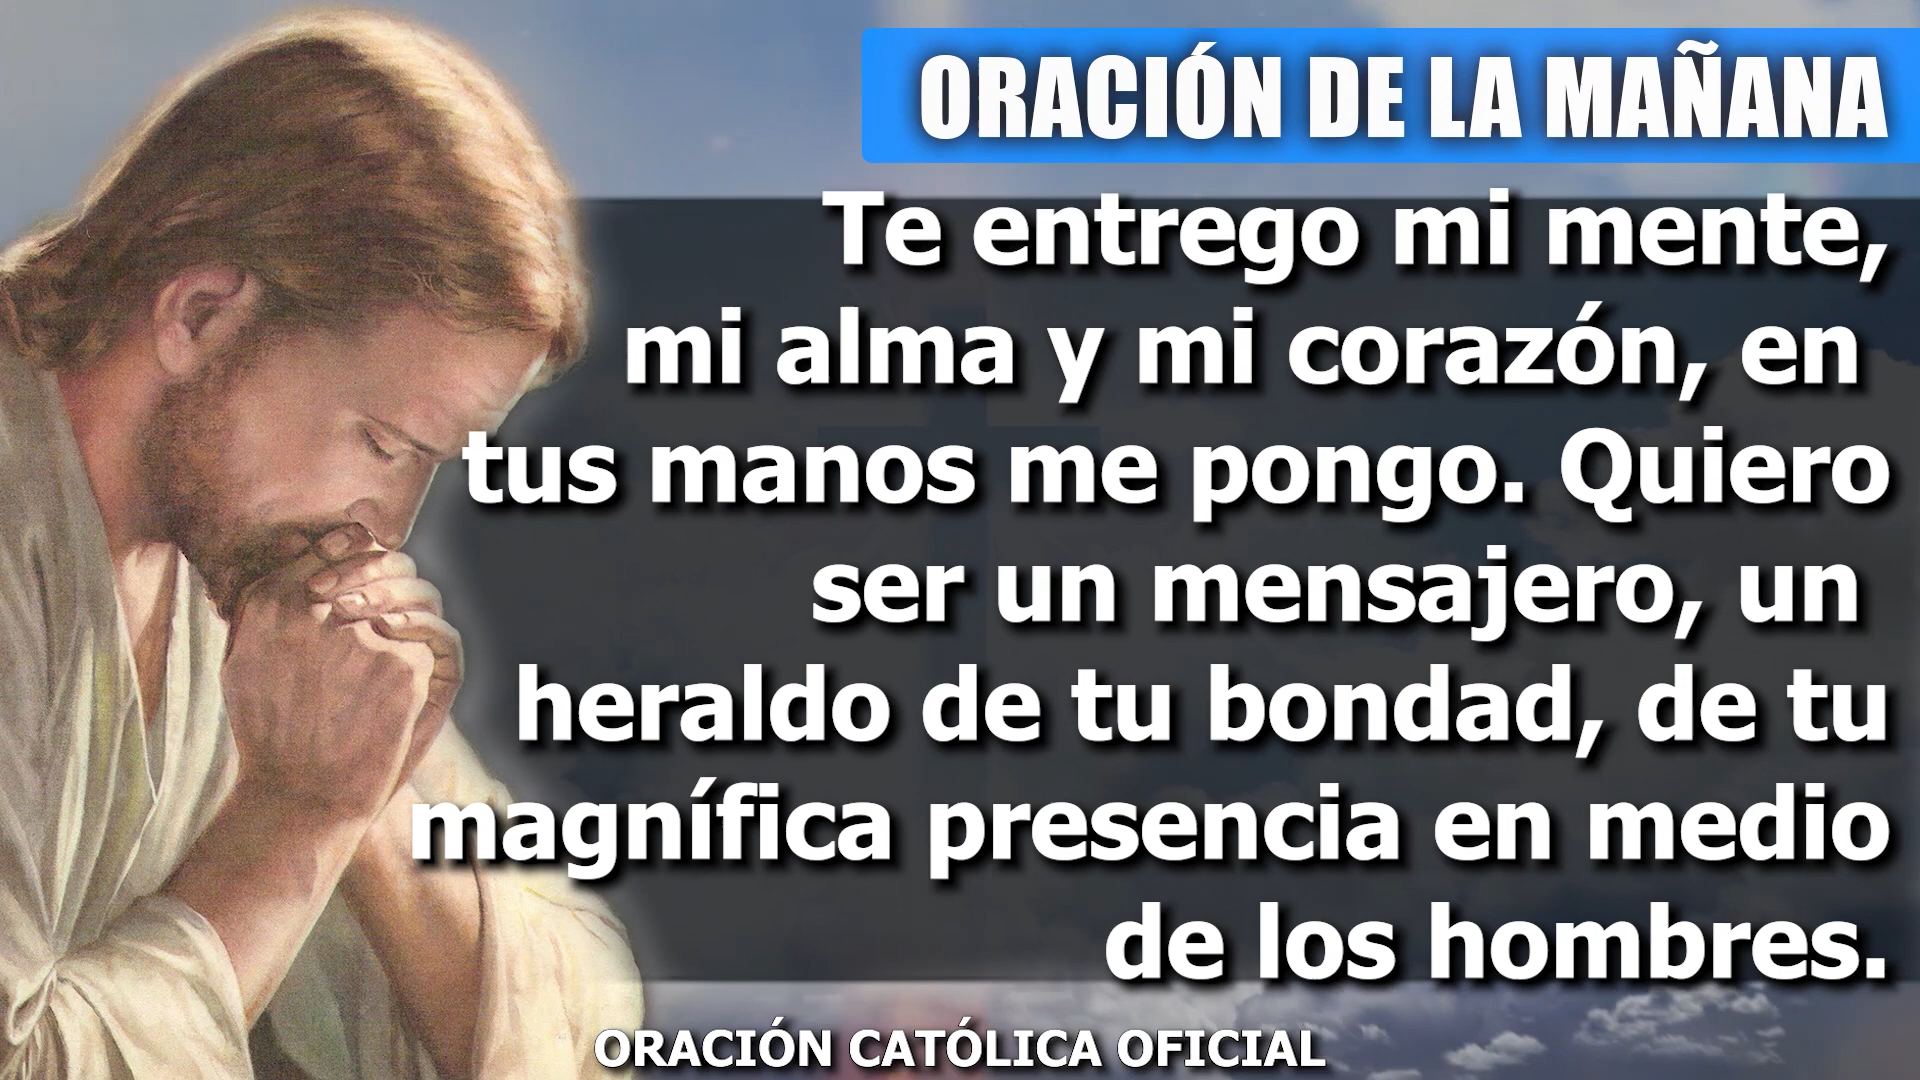 ORACIÓN DE LA MAÑANA
Te entrego mi mente,
mi alma y mi corazón, en
tus manos me pongo. Quiero
ser un mensajero, un
heraldo de tu bondad, de tu
magnífica presencia en medio
de los hombres.
ORACIÓN CATÓLICA OFICIAL